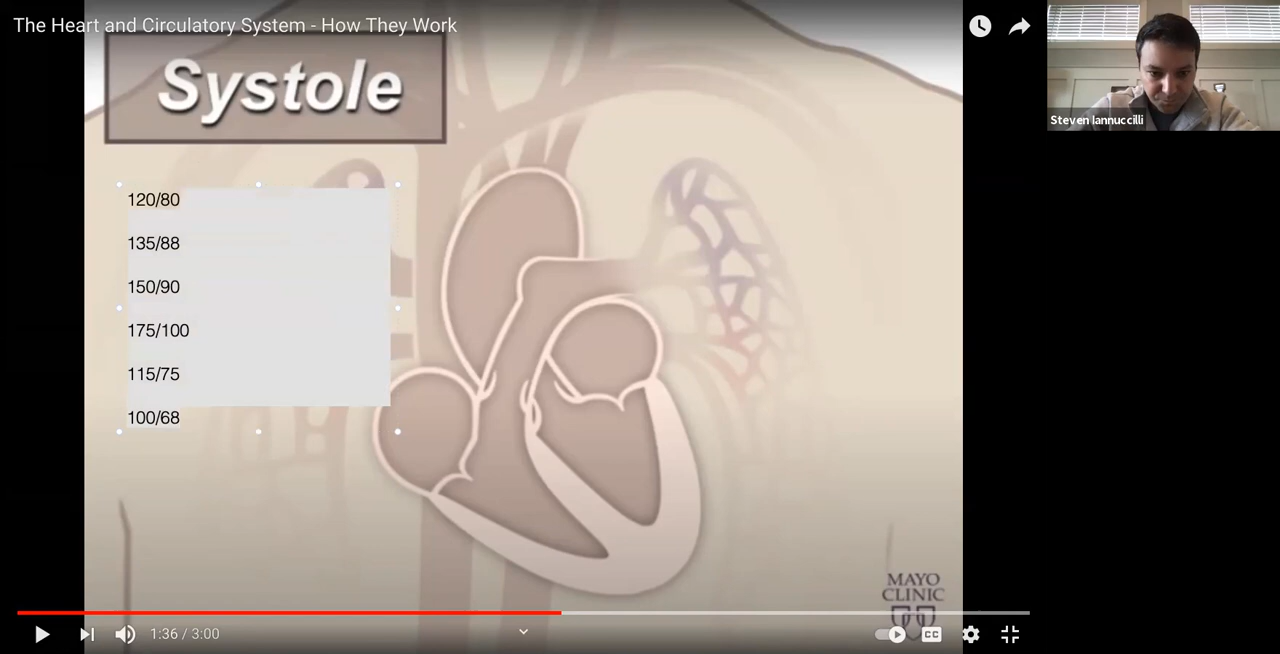 The Heart and Circulatory System - How They Work
Systole
Steven Iannuccilli
120/80
135/88
150/90
175/100
115/75
100/68
MAYO
CLINIC
1:36 / 3:00
CC